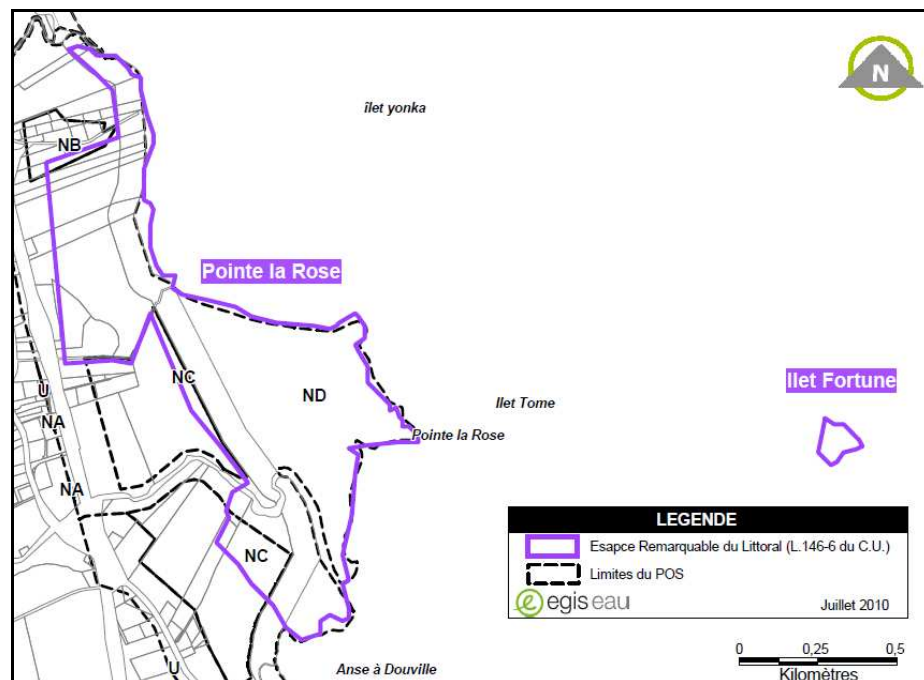 N
îlet yonka
NB
Pointe la Rose
NC
ND
Ilet Fortune
U
NA
Ilet Tome
Pointe la Rose
NA
LEGENDE
NC
Esapce Remarquable du Littoral (L.146-6 du C.U.)
Limites du POS
egis eau
Juillet 2010
U
Anse à Douville
0 0,25 0,5
Kilomètres